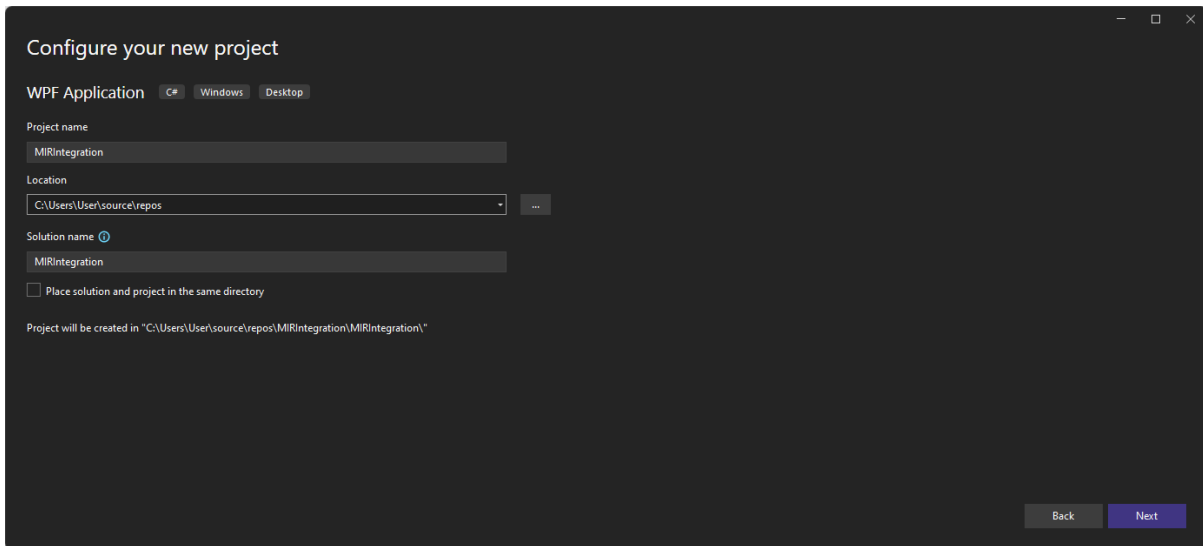 Configure your new project
WPF Application C# Windows Desktop
Project name
MIRIntegration
Location
C:\Users\User\source\repos
...
Solution name
MIRIntegration
Place solution and project in the same directory
Project will be created in "C:\Users\User\source\repos\MIRIntegration\MIRIntegration\"
Back Next